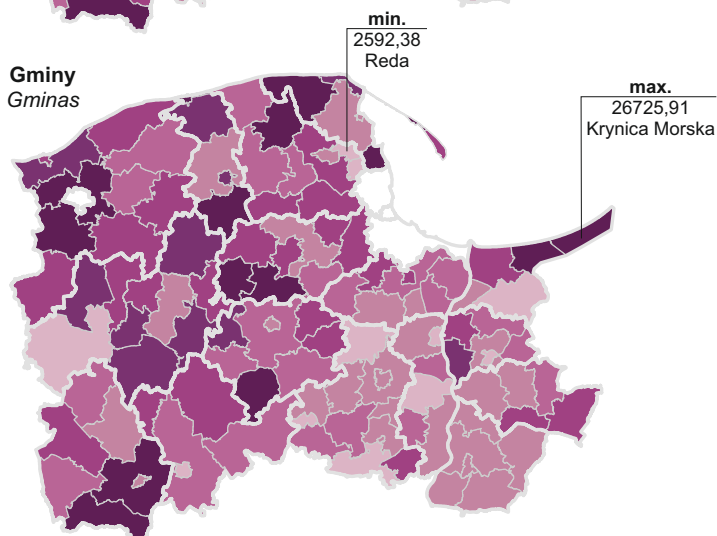 min.
2592,38
Reda
Gminy
Gminas
max.
26725,91
Krynica Morska